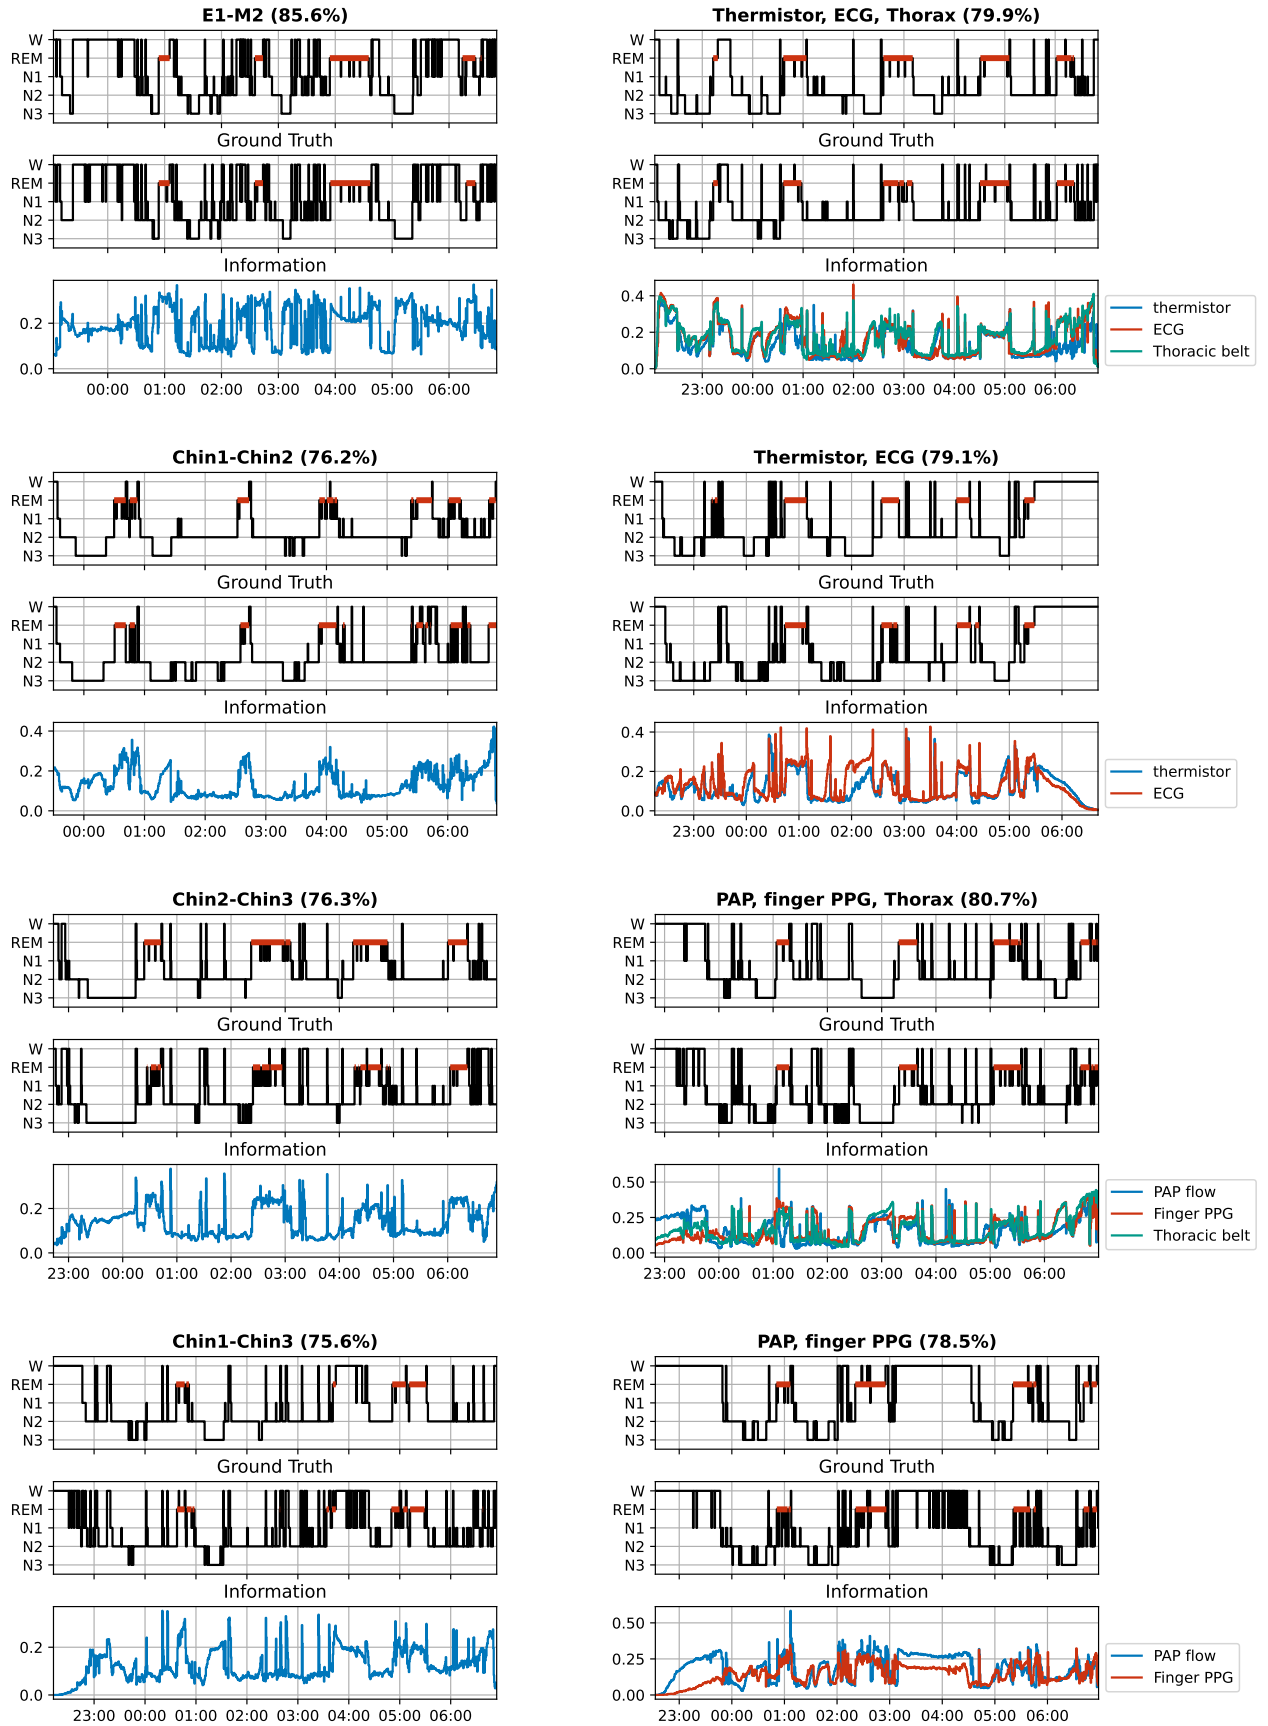 E1-M2 (85.6%)
W
REM
N1
N2
N3
Ground Truth
W
REM
N1
N2
N3
Information
0.2
0.0
00:00 01:00 02:00 03:00 04:00 05:00 06:00
Thermistor, ECG, Thorax (79.9%)
W
REM
N1
N2
N3
Ground Truth
W
REM
N1
N2
N3
Information
0.4
0.2
0.0
23:00 00:00 01:00 02:00 03:00 04:00 05:00 06:00
thermistor
ECG
Thoracic belt
Chin1-Chin2 (76.2%)
W
REM
N1
N2
N3
Ground Truth
W
REM
N1
N2
N3
Information
0.4
0.2
0.0
00:00 01:00 02:00 03:00 04:00 05:00 06:00
Thermistor, ECG (79.1%)
W
REM
N1
N2
N3
Ground Truth
W
REM
N1
N2
N3
Information
0.4
0.2
0.0
23:00 00:00 01:00 02:00 03:00 04:00 05:00 06:00
thermistor
ECG
Chin2-Chin3 (76.3%)
W
REM
N1
N2
N3
Ground Truth
W
REM
N1
N2
N3
Information
0.2
0.0
23:00 00:00 01:00 02:00 03:00 04:00 05:00 06:00
PAP, finger PPG, Thorax (80.7%)
W
REM
N1
N2
N3
Ground Truth
W
REM
N1
N2
N3
Information
0.50
0.25
0.00
23:00 00:00 01:00 02:00 03:00 04:00 05:00 06:00
PAP flow
Finger PPG
Thoracic belt
Chin1-Chin3 (75.6%)
W
REM
N1
N2
N3
Ground Truth
W
REM
N1
N2
N3
Information
0.2
0.0
23:00 00:00 01:00 02:00 03:00 04:00 05:00 06:00
PAP, finger PPG (78.5%)
W
REM
N1
N2
N3
Ground Truth
W
REM
N1
N2
N3
Information
0.50
0.25
0.00
23:00 00:00 01:00 02:00 03:00 04:00 05:00 06:00
PAP flow
Finger PPG